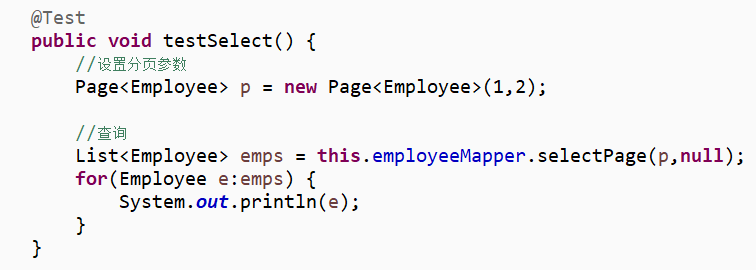 @Test
public void testSelect() {
//设置分页参数
Page<Employee> p = new Page<Employee>(1,2);
//查询
List<Employee> emps = this.employeeMapper.selectPage(p,null);
for(Employee e:emps) {
System.out.println(e);
}
}